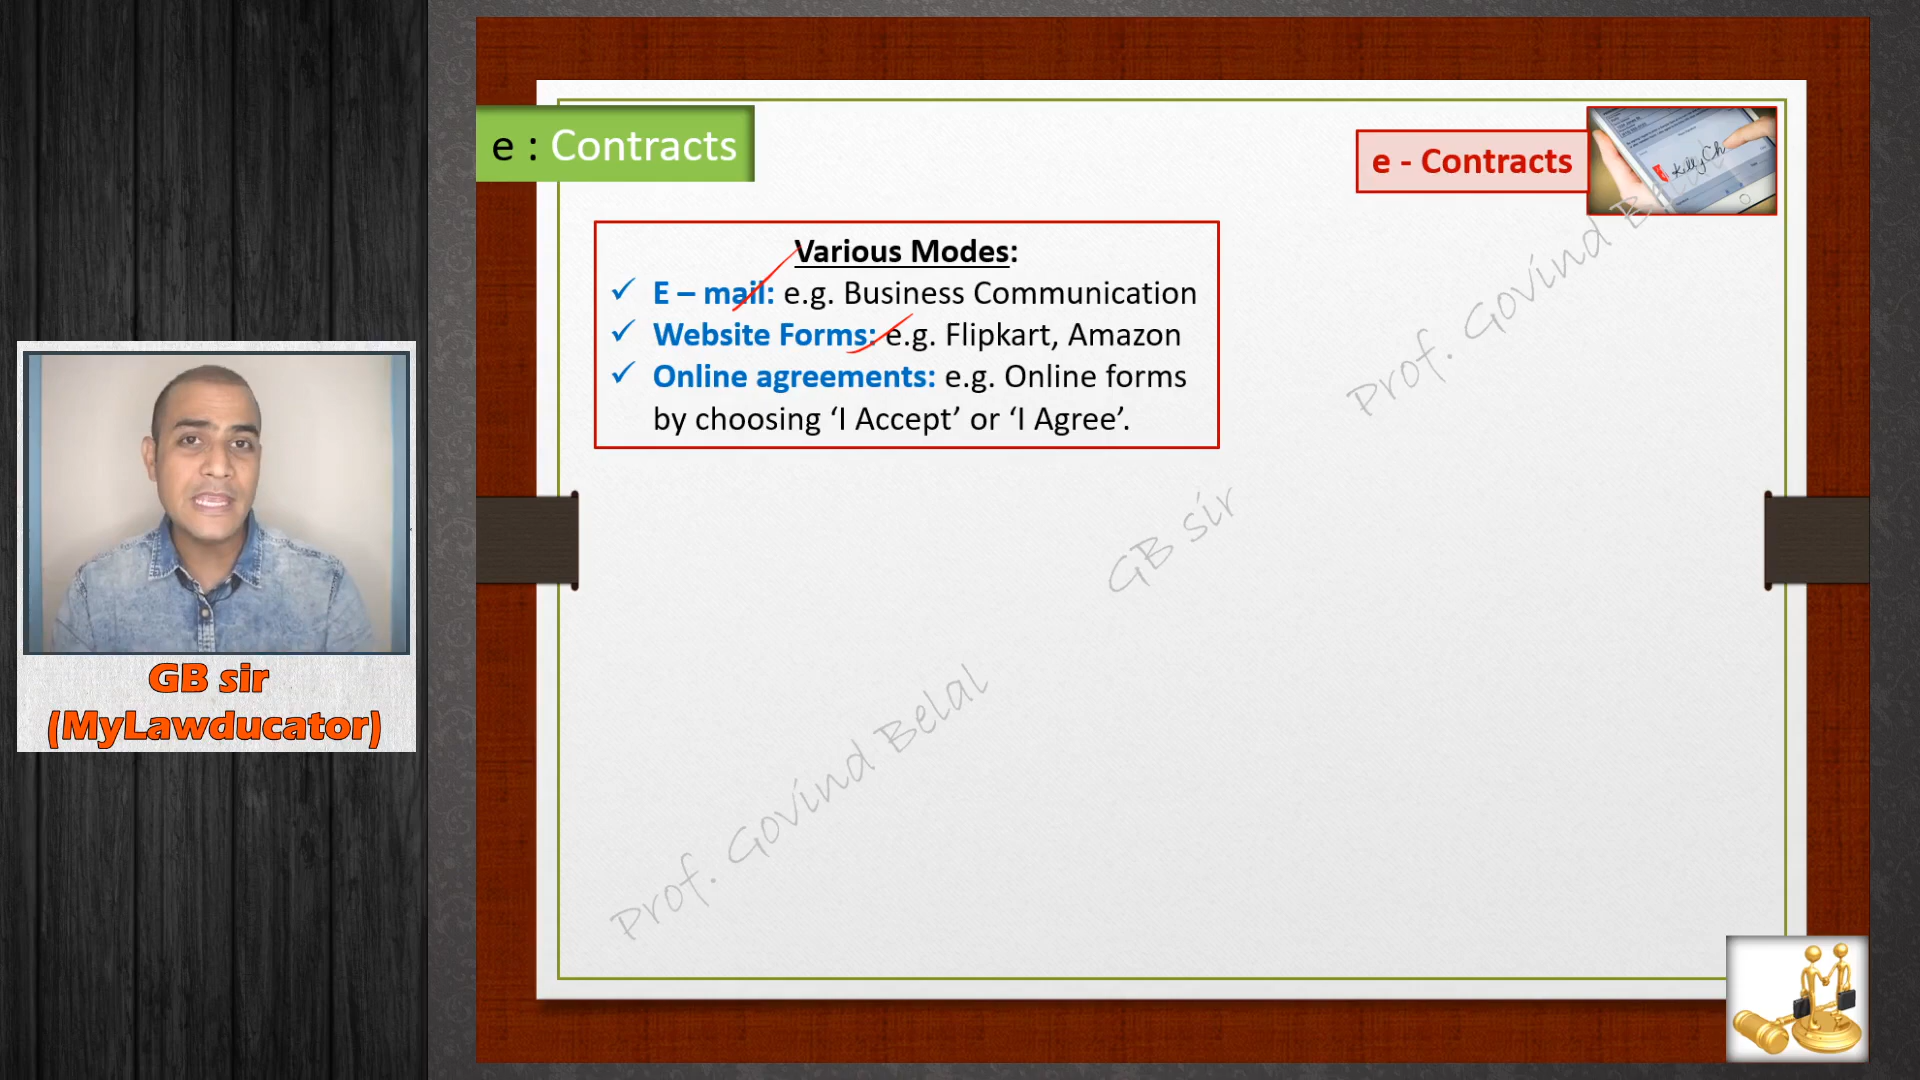 e : Contracts
e - Contracts
Various Modes:
E – mail: e.g. Business Communication
Website Forms: e.g. Flipkart, Amazon
Online agreements: e.g. Online forms
by choosing ‘I Accept’ or ‘I Agree’.
Prof. Govind B
GB sir
Prof. Govind Belal
GB sir
(MyLawducator)